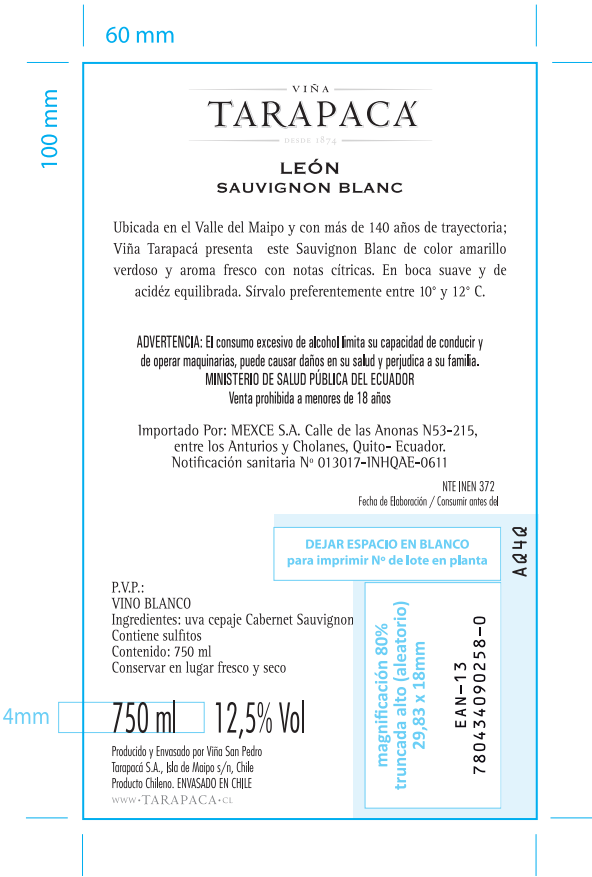 60 mm
100 mm
VIÑA
TARAPACÁ
DESDE 1874
LEÓN
SAUVIGNON BLANC
Ubicada en el Valle del Maipo y con más de 140 años de trayectoria;
Viña Tarapacá presenta este Sauvignon Blanc de color amarillo
verdoso y aroma fresco con notas cítricas. En boca suave y de
acidéz equilibrada. Sírvalo preferentemente entre 10° y 12° C.
ADVERTENCIA: El consumo excesivo de alcohol limita su capacidad de conducir y
de operar maquinarias, puede causar daños en su salud y perjudica a su familia.
MINISTERIO DE SALUD PÚBLICA DEL ECUADOR
Venta prohibida a menores de 18 años
Importado Por: MEXCE S.A. Calle de las Anonas N53-215,
entre los Anturios y Cholanes, Quito- Ecuador.
Notificación sanitaria Nº 013017-INHQAE-0611
NTE INEN 372
Fecha de Elaboración / Consumir antes del
DEJAR ESPACIO EN BLANCO
para imprimir Nº de lote en planta
AQ4Q
P.V.P.:
VINO BLANCO
Ingredientes: uva cepaje Cabernet Sauvignon
Contiene sulfitos
Contenido: 750 ml
Conservar en lugar fresco y seco
magnificación 80%
truncada alto (aleatorio)
29,83 x 18mm
EAN-13
780434090258-0
4mm
750 ml 12,5% Vol
Producido y Envasado por Viña San Pedro
Tarapacá S.A., Isla de Maipo s/n, Chile
Producto Chileno. ENVASADO EN CHILE
WWW•TARAPACA•CL